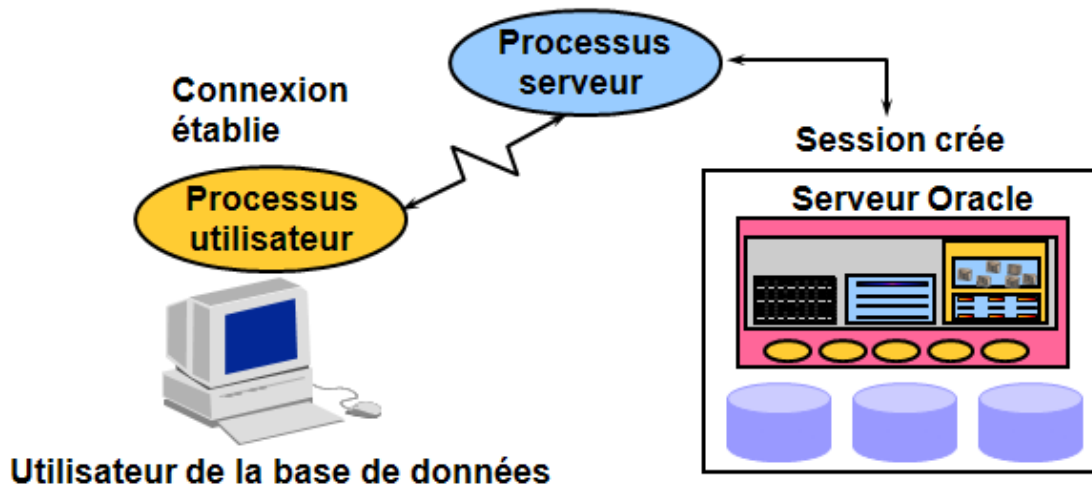 Processus
serveur
Connexion
établie
Session crée
Processus
utilisateur
Serveur Oracle
Utilisateur de la base de données